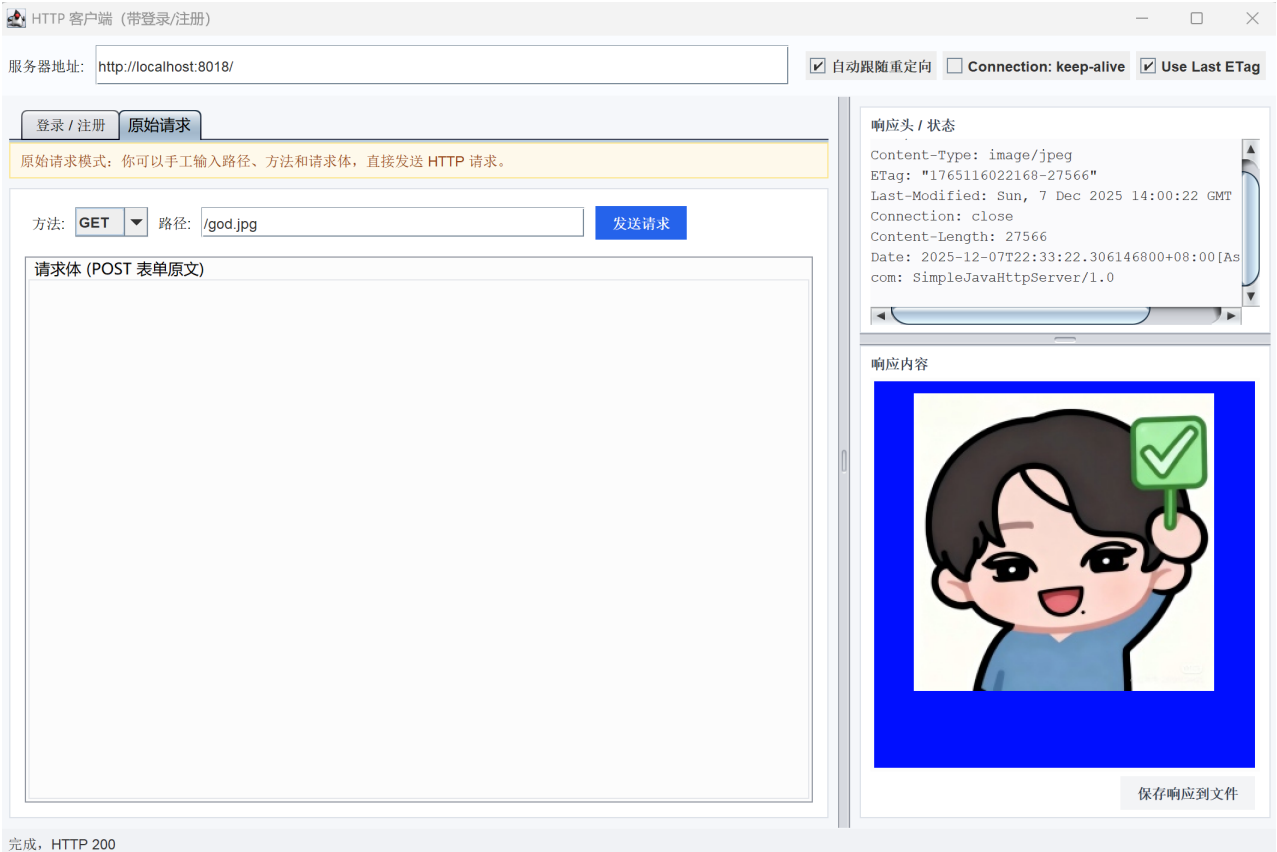 HTTP 客户端（带登录/注册）
服务器地址: http://localhost:8018/ 自动跟随重定向 Connection: keep-alive Use Last ETag
登录 / 注册 原始请求
原始请求模式：你可以手工输入路径、方法和请求体，直接发送 HTTP 请求。
方法: GET 路径: /god.jpg 发送请求
请求体 (POST 表单原文)
响应头 / 状态
Content-Type: image/jpeg
ETag: "1765116022168-27566"
Last-Modified: Sun, 7 Dec 2025 14:00:22 GMT
Connection: close
Content-Length: 27566
Date: 2025-12-07T22:33:22.306146800+08:00[As
com: SimpleJavaHttpServer/1.0
响应内容
保存响应到文件
完成，HTTP 200